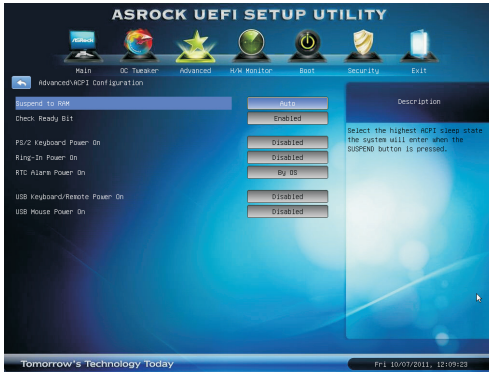 ASROCK UEFI SETUP UTILITY
ASRock
Main OC Tweaker Advanced H/W Monitor Boot Security Exit
Advanced\ACPI Configuration
Description
Suspend to RAM Auto
Check Ready Bit Enabled
PS/2 Keyboard Power On Disabled
Ring-In Power On Disabled
RTC Alarm Power On By OS
USB Keyboard/Remote Power On Disabled
USB Mouse Power On Disabled
Select the highest ACPI sleep state
the system will enter when the
SUSPEND button is pressed.
Tomorrow's Technology Today
Fri 10/07/2011, 12:09:23